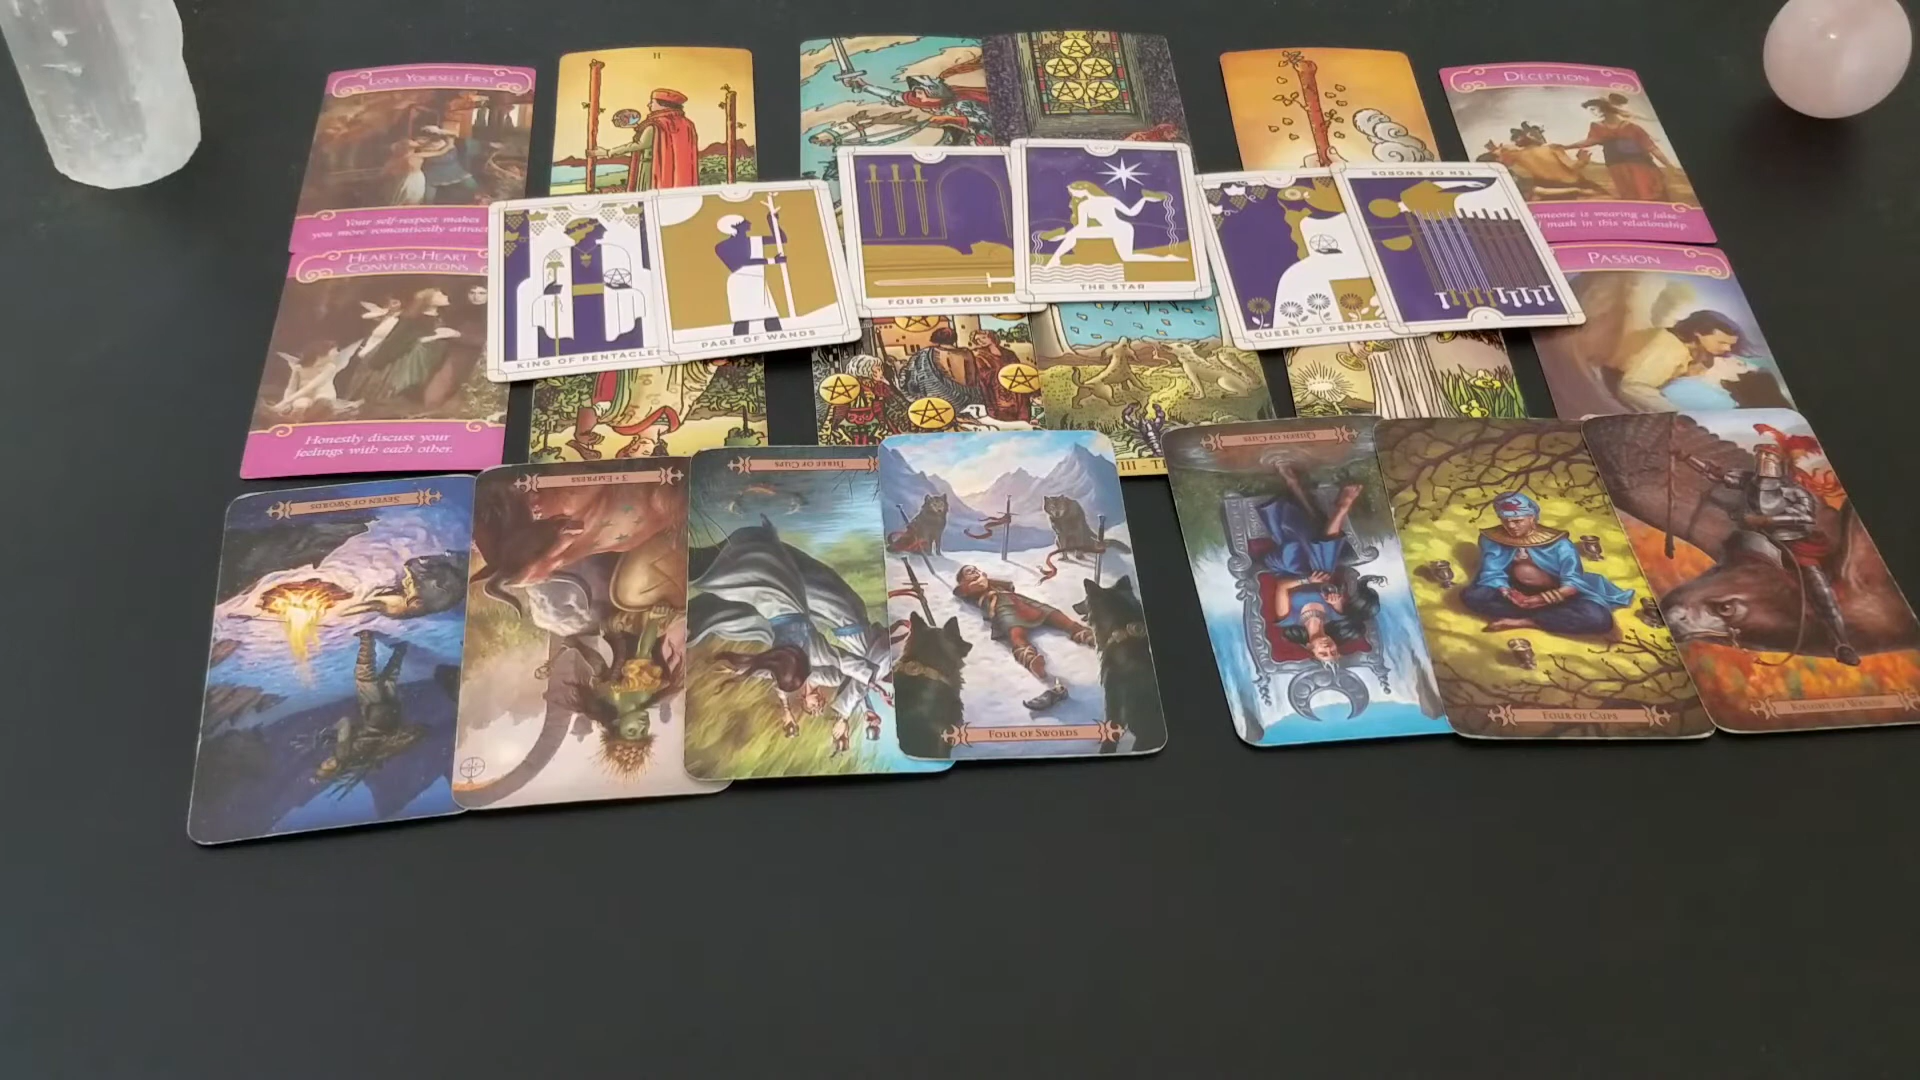 LOVE YOURSELF FIRST
Your self-respect makes
you more romantically
HEART-TO-HEART
CONVERSATIONS
Honestly discuss your
feelings with each other.
II
KING OF PENTACLES
PAGE OF WANDS
FOUR OF SWORDS
THE STAR
QUEEN OF
TEN OF SWORDS
DECEPTION
is wearing a false
mask in this relationship.
PASSION
SEVEN OF SWORDS
3 • EMPRESS
THREE OF CUPS
FOUR OF SWORDS
QUEEN OF CUPS
FOUR OF CUPS
KNIGHT OF WANDS